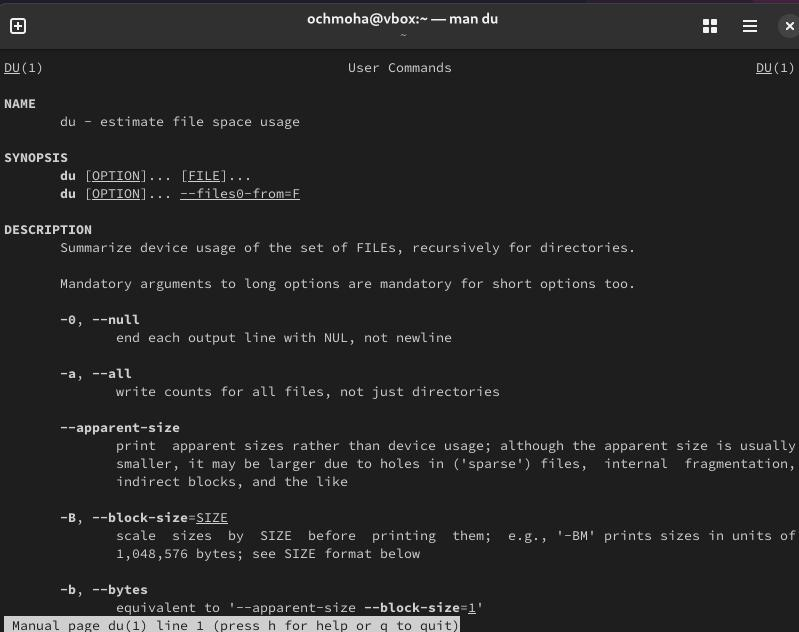 ochmoha@vbox:~ — man du
~
DU(1) User Commands DU(1)
NAME
du - estimate file space usage
SYNOPSIS
du [OPTION]... [FILE]...
du [OPTION]... --files0-from=F
DESCRIPTION
Summarize device usage of the set of FILEs, recursively for directories.
Mandatory arguments to long options are mandatory for short options too.
-0, --null
end each output line with NUL, not newline
-a, --all
write counts for all files, not just directories
--apparent-size
print  apparent sizes rather than device usage; although the apparent size is usually
smaller, it may be larger due to holes in ('sparse') files,  internal  fragmentation,
indirect blocks, and the like
-B, --block-size=SIZE
scale  sizes  by  SIZE  before  printing  them;  e.g., '-BM' prints sizes in units of
1,048,576 bytes; see SIZE format below
-b, --bytes
equivalent to '--apparent-size --block-size=1'
Manual page du(1) line 1 (press h for help or q to quit)